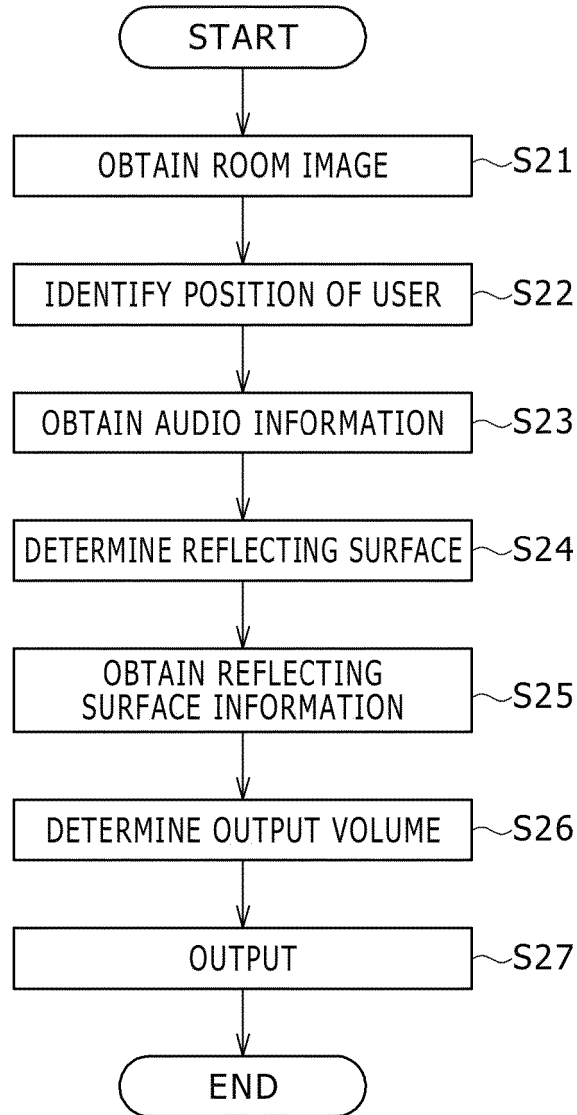 START
OBTAIN ROOM IMAGE S21
IDENTIFY POSITION OF USER S22
OBTAIN AUDIO INFORMATION S23
DETERMINE REFLECTING SURFACE S24
OBTAIN REFLECTING
SURFACE INFORMATION S25
DETERMINE OUTPUT VOLUME S26
OUTPUT S27
END